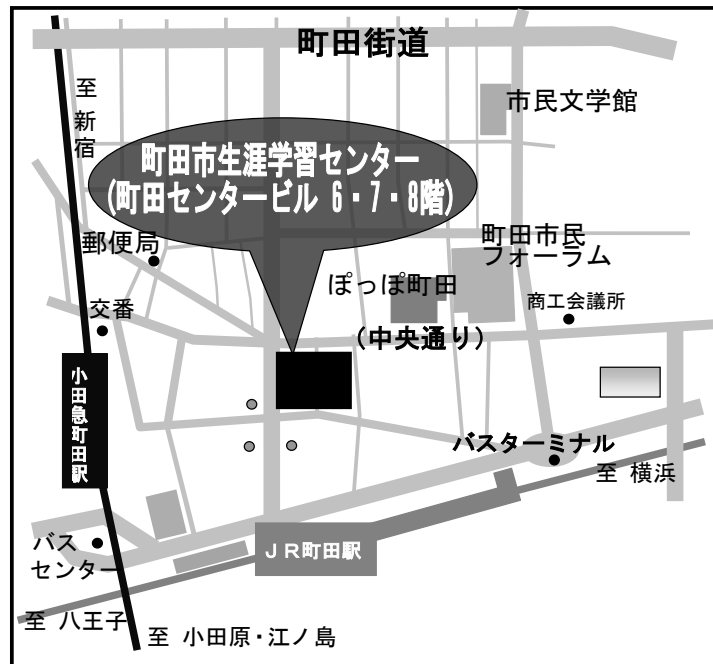 町田街道
至
新
宿
市民文学館
町田市生涯学習センター
(町田センタービル 6・7・8階)
郵便局
町田市民
フォーラム
ぽっぽ町田
交番
商工会議所
(中央通り)
小田急町田駅
バスターミナル
至 横浜
バス
センター
JR町田駅
至 八王子
至 小田原・江ノ島